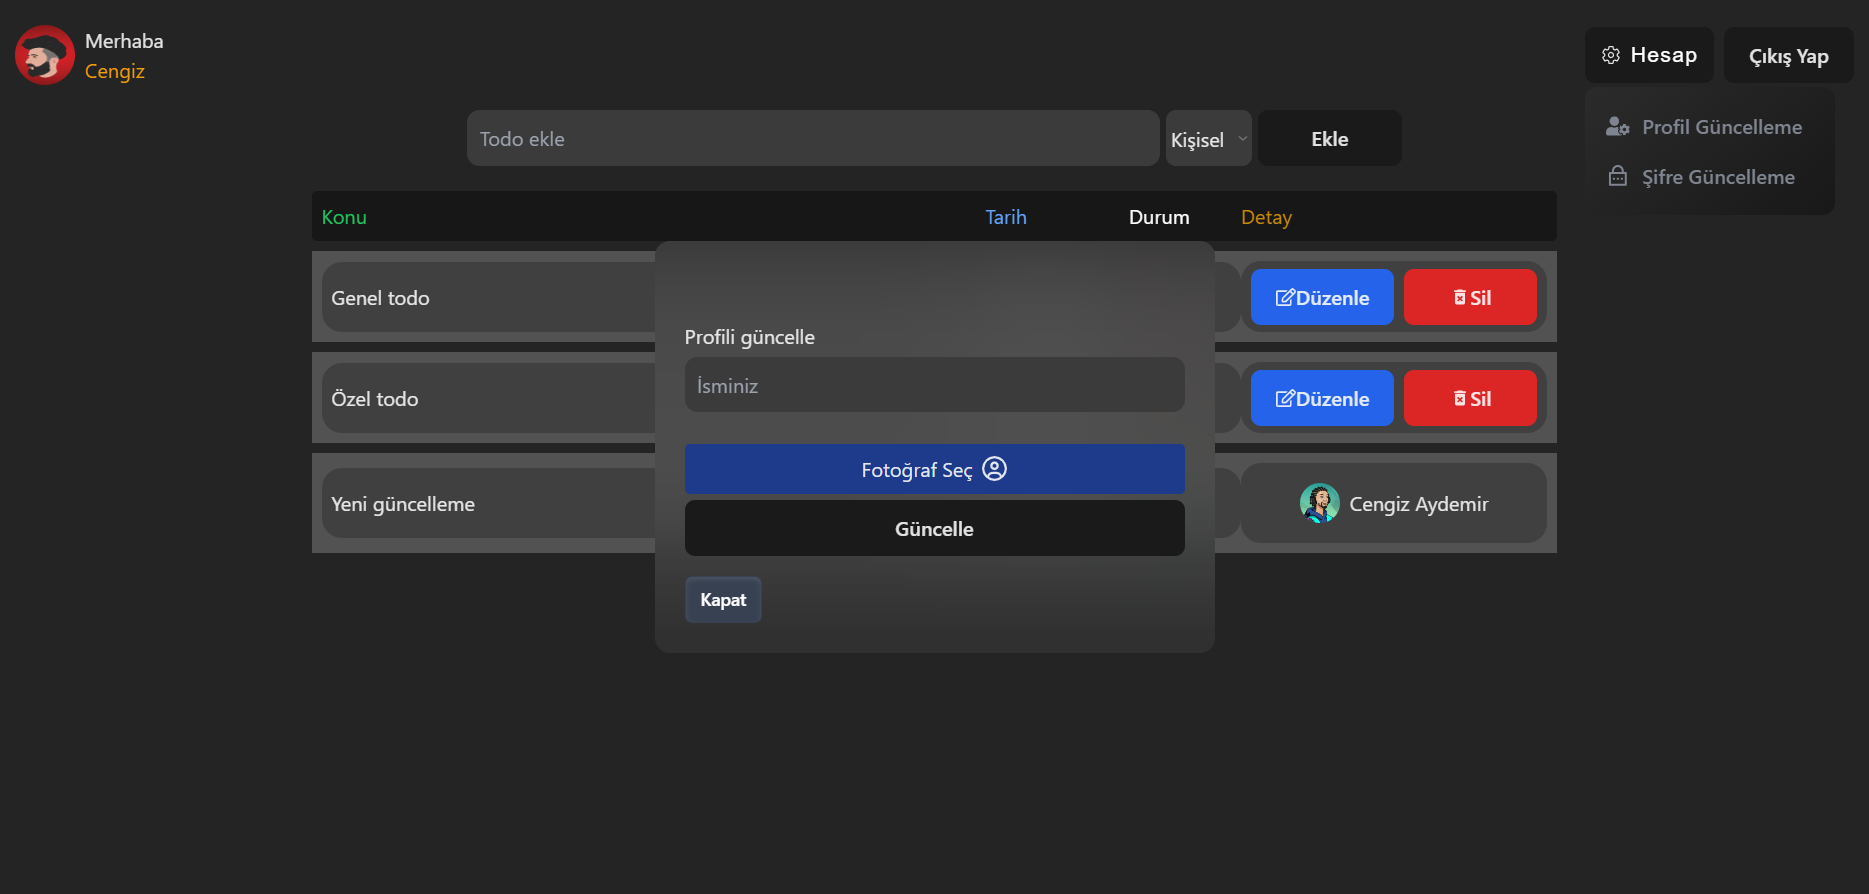 Merhaba
Cengiz
Hesap
Çıkış Yap
Profil Güncelleme
Şifre Güncelleme
Todo ekle
Kişisel
Ekle
Konu
Tarih
Durum
Detay
Genel todo
Düzenle
Sil
Özel todo
Düzenle
Sil
Yeni güncelleme
Cengiz Aydemir
Profili güncelle
İsminiz
Fotoğraf Seç
Güncelle
Kapat